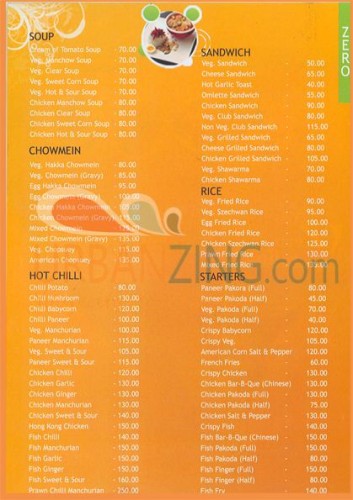 ZERO
SOUP
Cream of Tomato Soup - 70.00
Veg. Manchow Soup - 70.00
Veg. Clear Soup - 70.00
Veg. Sweet Corn Soup - 70.00
Veg. Hot & Sour Soup - 70.00
Chicken Manchow Soup - 80.00
Chicken Clear Soup - 80.00
Chicken Sweet Corn Soup - 80.00
Chicken Hot & Sour Soup - 80.00
CHOWMEIN
Veg. Hakka Chowmein - 80.00
Veg. Chowmein (Gravy) - 85.00
Egg Hakka Chowmein - 95.00
Egg Chowmein (Gravy) - 100.00
Chicken Hakka Chowmein
Chicken Chowmein (Gravy) 115.00
Mixed Chowmein
Mixed Chowmein (Gravy) - 135.00
Veg. Chopsuey - 115.00
American Chopsuey - 135.00
HOT CHILLI
Chilli Potato - 80.00
Chilli Mushroom - 130.00
Chilli Babycorn - 120.00
Chilli Paneer - 100.00
Veg. Manchurian - 100.00
Paneer Manchurian - 115.00
Veg. Sweet & Sour - 105.00
Paneer Sweet & Sour - 115.00
Chicken Chilli - 120.00
Chicken Garlic - 130.00
Chicken Ginger - 130.00
Chicken Manchurian - 130.00
Chicken Sweet & Sour - 140.00
Hong Kong Chicken - 150.00
Fish Chilli - 140.00
Fish Manchurian - 150.00
Fish Garlic - 150.00
Fish Ginger - 150.00
Fish Sweet & Sour - 160.00
Prawn Chilli Manchurian - 250.00
SANDWICH
Veg. Sandwich - 50.00
Cheese Sandwich - 65.00
Hot Garlic Toast - 40.00
Omlette Sandwich - 55.00
Chicken Sandwich - 90.00
Veg. Club Sandwich - 80.00
Non Veg. Club Sandwich - 115.00
Veg. Grilled Sandwich - 65.00
Cheese Grilled Sandwich - 80.00
Chicken Grilled Sandwich - 105.00
Veg. Shawarma - 70.00
Chicken Shawarma - 80.00
RICE
Veg. Fried Rice - 90.00
Veg. Szechwan Rice - 95.00
Egg Fried Rice - 100.00
Chicken Fried Rice - 120.00
Chicken Szechwan Rice - 125.00
Prawn Fried Rice - 130.00
Mixed Fried Rice
STARTERS
Paneer Pakora (Full) - 80.00
Paneer Pakoda (Half) - 45.00
Veg. Pakoda (Full) - 70.00
Veg. Pakoda (Half) - 40.00
Crispy Babycorn - 120.00
Crispy Veg. - 105.00
American Corn Salt & Pepper - 120.00
French Fries - 60.00
Crispy Chicken - 130.00
Chicken Bar-B-Que (Chinese) - 130.00
Chicken Pakoda (Full) - 130.00
Chicken Pakoda (Half) - 75.00
Chicken Salt & Pepper - 130.00
Crispy Fish - 140.00
Fish Bar-B-Que (Chinese) - 150.00
Fish Pakoda (Full) - 150.00
Fish Pakoda (Half) - 80.00
Fish Finger (Full) - 150.00
Fish Finger (Half) - 80.00
Fish Fry - 140.00